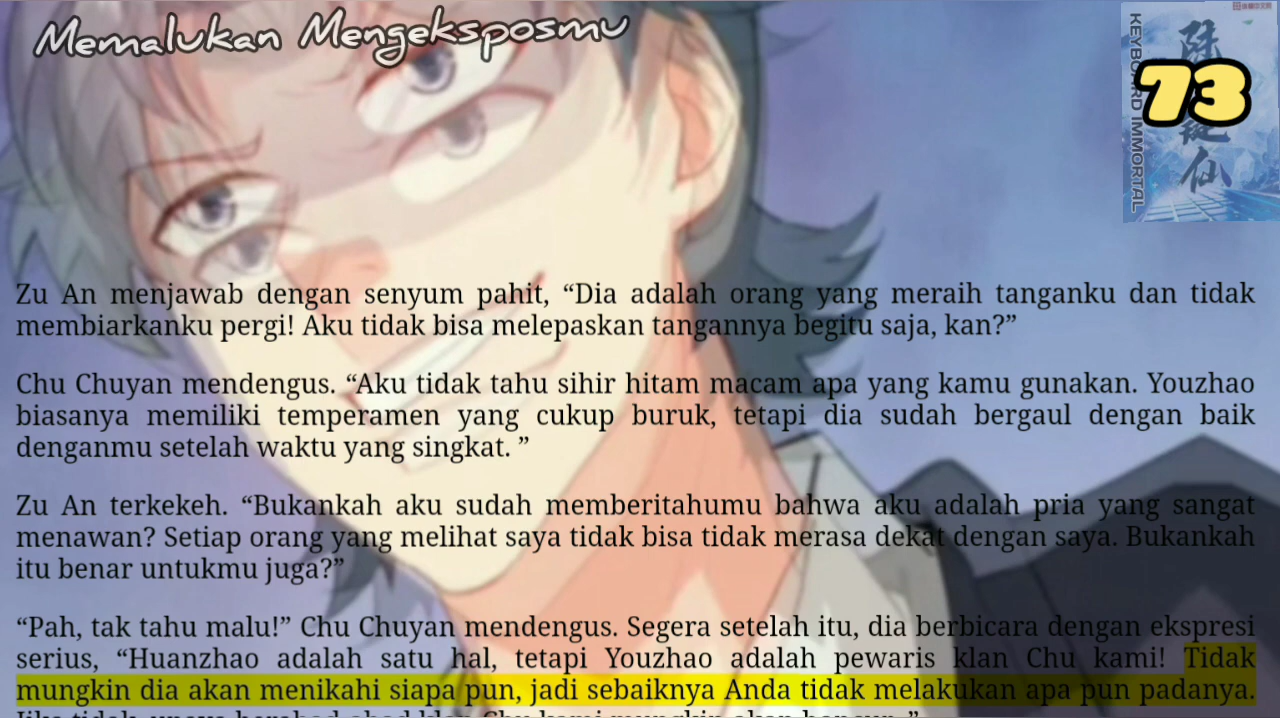 Memalukan Mengeksposmu
73
KEYBOARD IMMORTAL
Zu An menjawab dengan senyum pahit, “Dia adalah orang yang meraih tanganku dan tidak
membiarkanku pergi! Aku tidak bisa melepaskan tangannya begitu saja, kan?”
Chu Chuyan mendengus. “Aku tidak tahu sihir hitam macam apa yang kamu gunakan. Youzhao
biasanya memiliki temperamen yang cukup buruk, tetapi dia sudah bergaul dengan baik
denganmu setelah waktu yang singkat. ”
Zu An terkekeh. “Bukankah aku sudah memberitahumu bahwa aku adalah pria yang sangat
menawan? Setiap orang yang melihat saya tidak bisa tidak merasa dekat dengan saya. Bukankah
itu benar untukmu juga?”
“Pah, tak tahu malu!” Chu Chuyan mendengus. Segera setelah itu, dia berbicara dengan ekspresi
serius, “Huanzhao adalah satu hal, tetapi Youzhao adalah pewaris klan Chu kami! Tidak
mungkin dia akan menikahi siapa pun, jadi sebaiknya Anda tidak melakukan apa pun padanya.